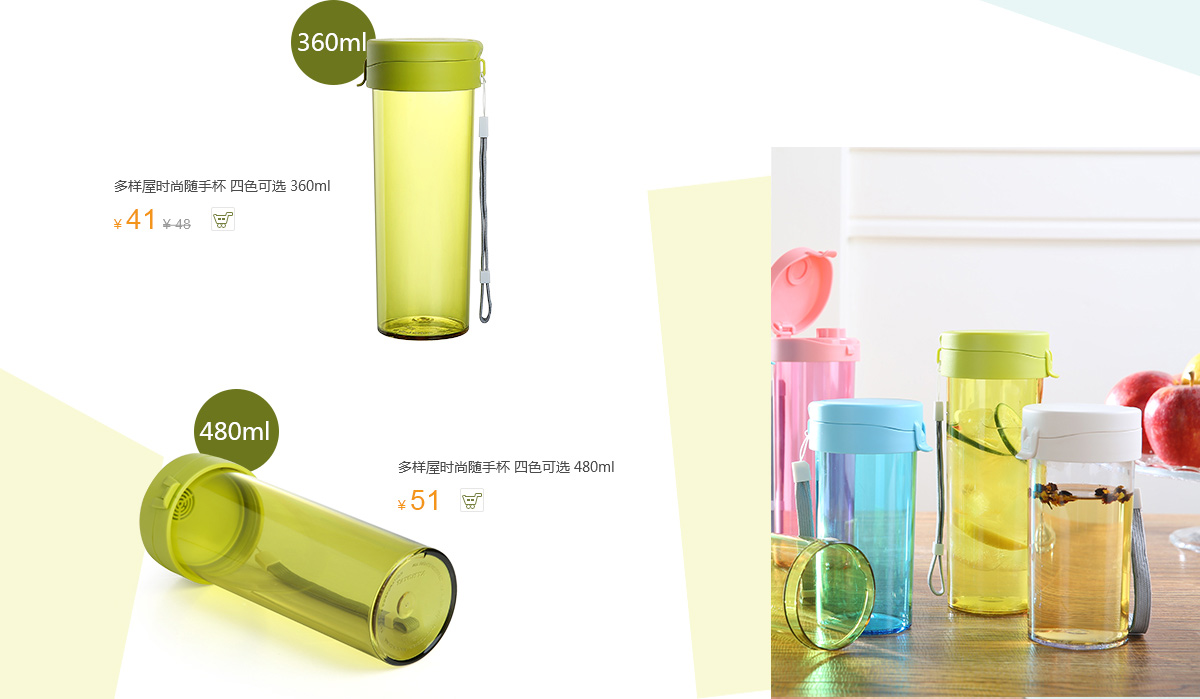 360ml
多样屋时尚随手杯 四色可选 360ml
¥ 41 ¥ 48
480ml
多样屋时尚随手杯 四色可选 480ml
¥ 51